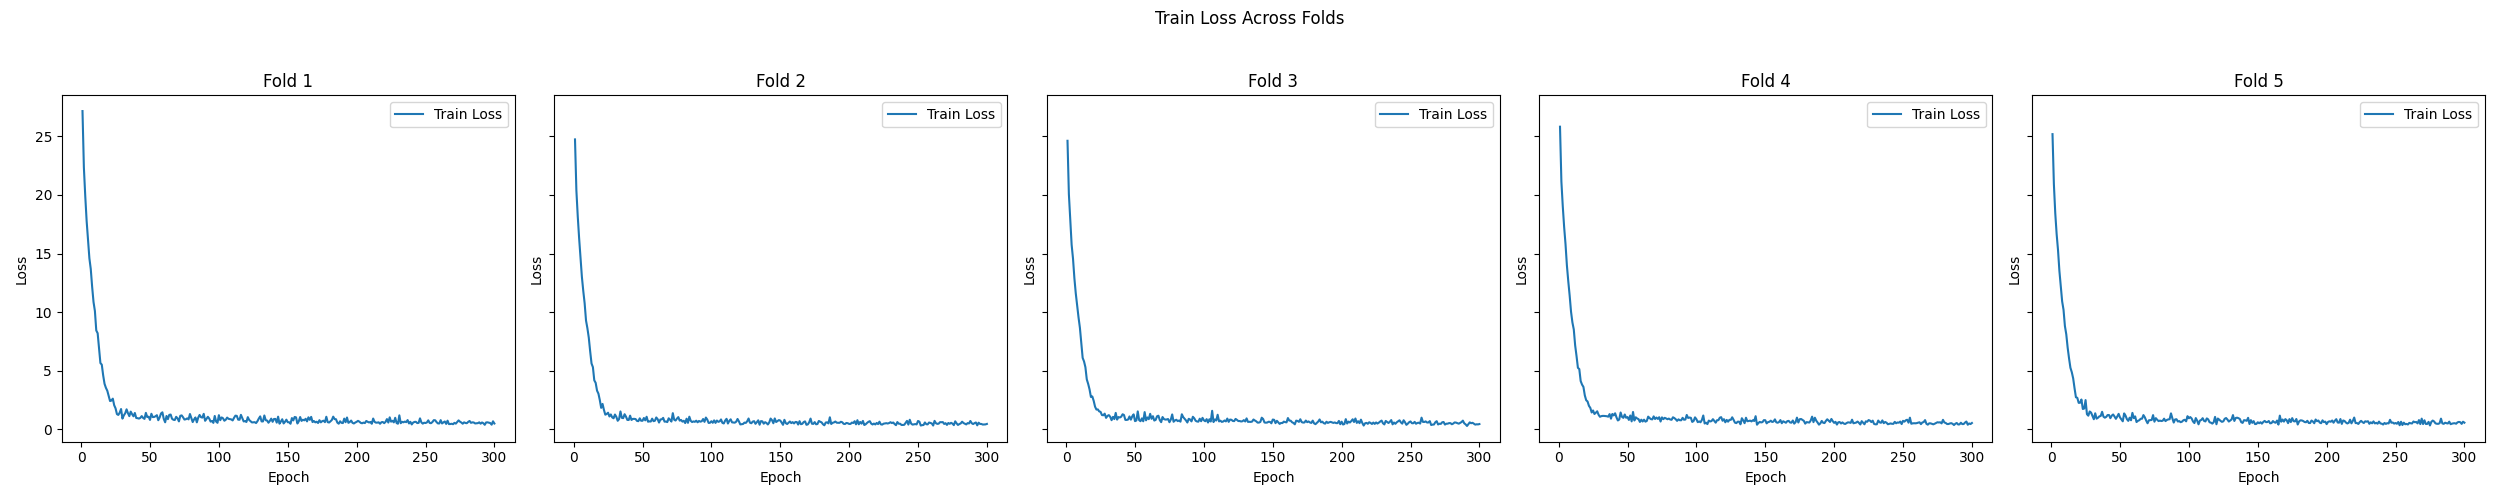 Train Loss Across Folds
Fold 1
Train Loss
Loss
25
20
15
10
5
0
0 50 100 150 200 250 300
Epoch
Fold 2
Train Loss
Loss
0 50 100 150 200 250 300
Epoch
Fold 3
Train Loss
Loss
0 50 100 150 200 250 300
Epoch
Fold 4
Train Loss
Loss
0 50 100 150 200 250 300
Epoch
Fold 5
Train Loss
Loss
0 50 100 150 200 250 300
Epoch